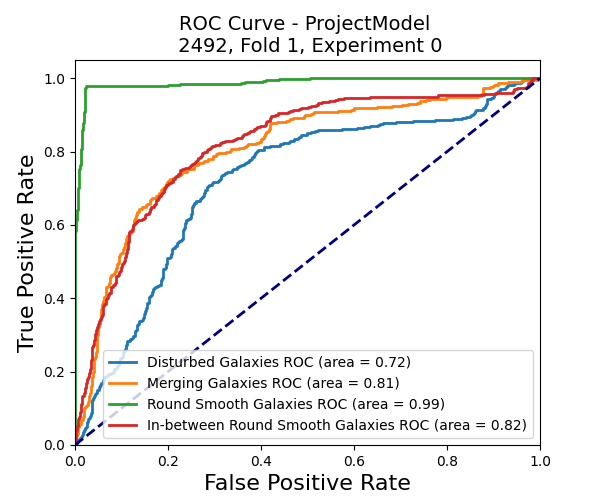 ROC Curve - ProjectModel
2492, Fold 1, Experiment 0
True Positive Rate
1.0
0.8
0.6
0.4
0.2
0.0
Disturbed Galaxies ROC (area = 0.72)
Merging Galaxies ROC (area = 0.81)
Round Smooth Galaxies ROC (area = 0.99)
In-between Round Smooth Galaxies ROC (area = 0.82)
0.0 0.2 0.4 0.6 0.8 1.0
False Positive Rate